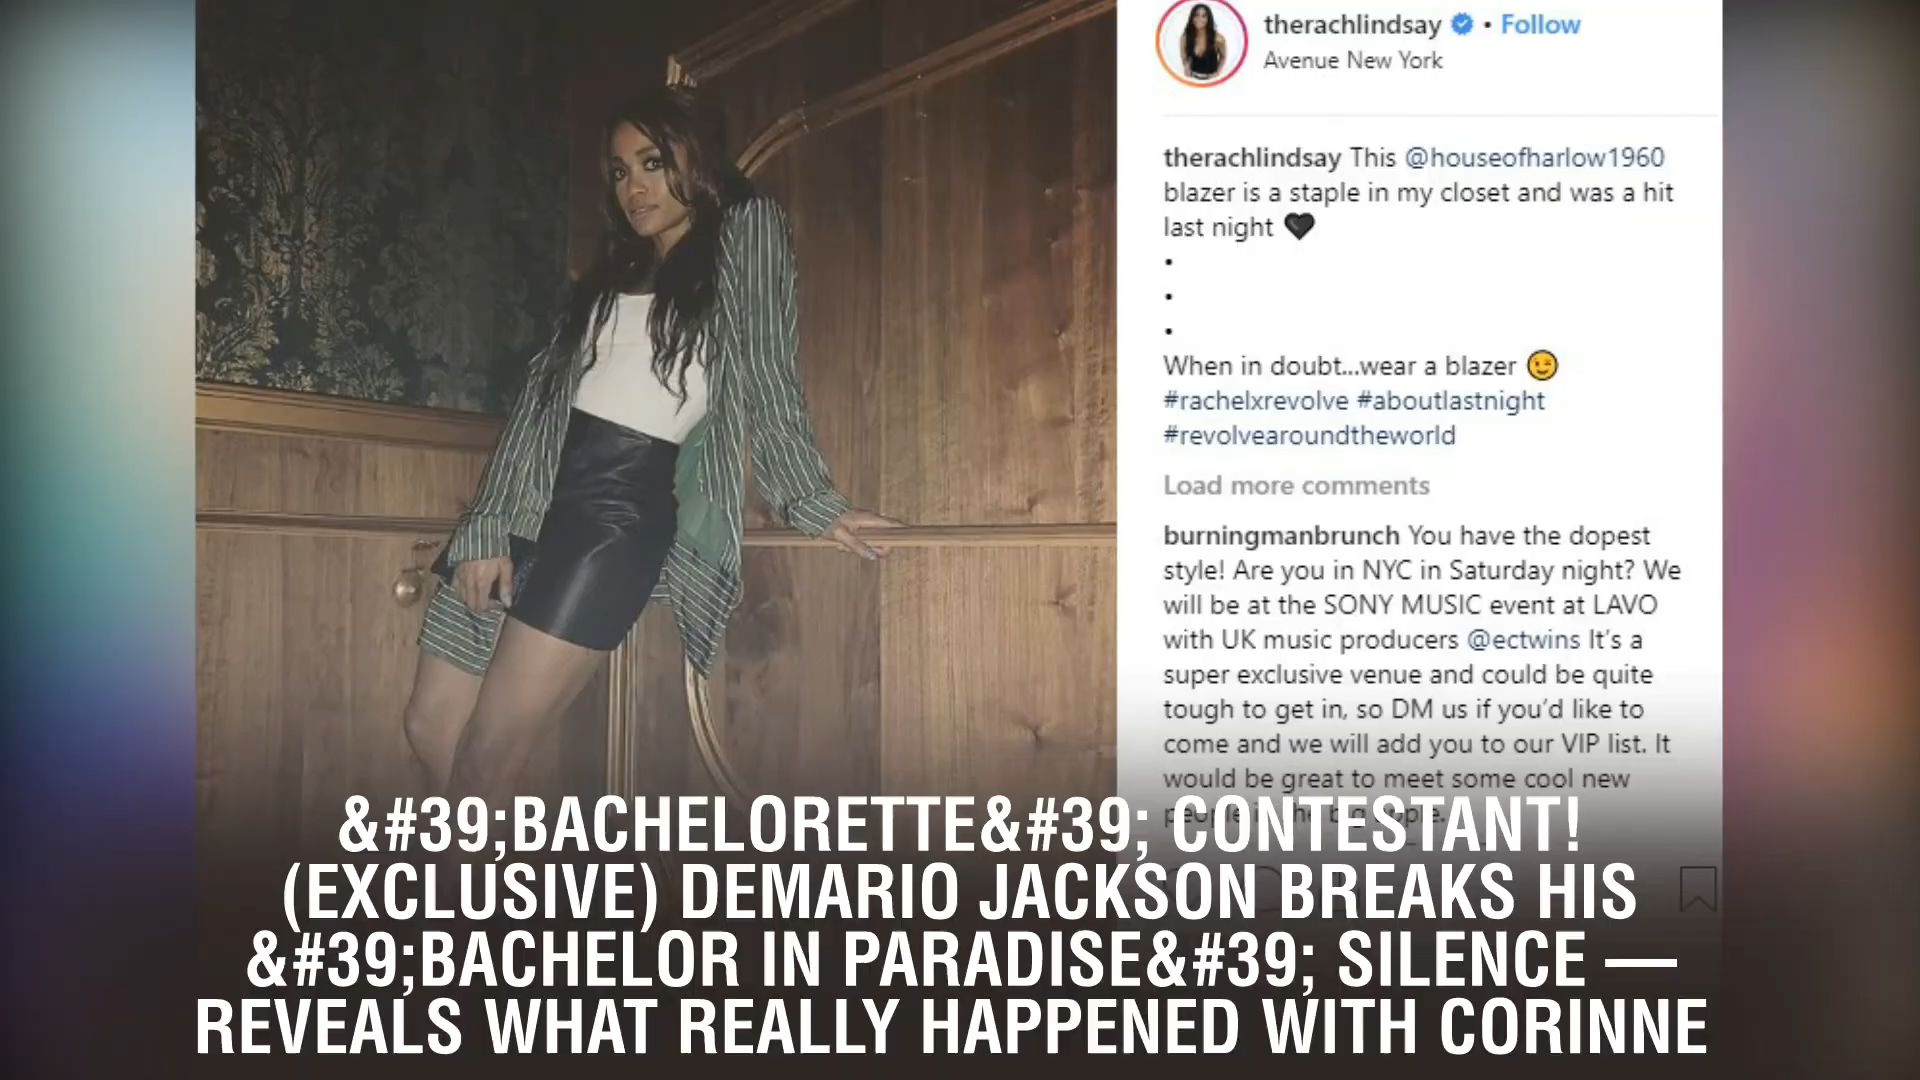 therachlindsay • Follow
Avenue New York
therachlindsay This @houseofharlow1960
blazer is a staple in my closet and was a hit
last night 🖤
•
•
•
When in doubt...wear a blazer 😉
#rachelxrevolve #aboutlastnight
#revolvearoundtheworld
Load more comments
burningmanbrunch You have the dopest
style! Are you in NYC in Saturday night? We
will be at the SONY MUSIC event at LAVO
with UK music producers @ectwins It's a
super exclusive venue and could be quite
tough to get in, so DM us if you'd like to
come and we will add you to our VIP list. It
would be great to meet some cool new
people in the big apple.
&#39;BACHELORETTE&#39; CONTESTANT!
(EXCLUSIVE) DEMARIO JACKSON BREAKS HIS
&#39;BACHELOR IN PARADISE&#39; SILENCE —
REVEALS WHAT REALLY HAPPENED WITH CORINNE